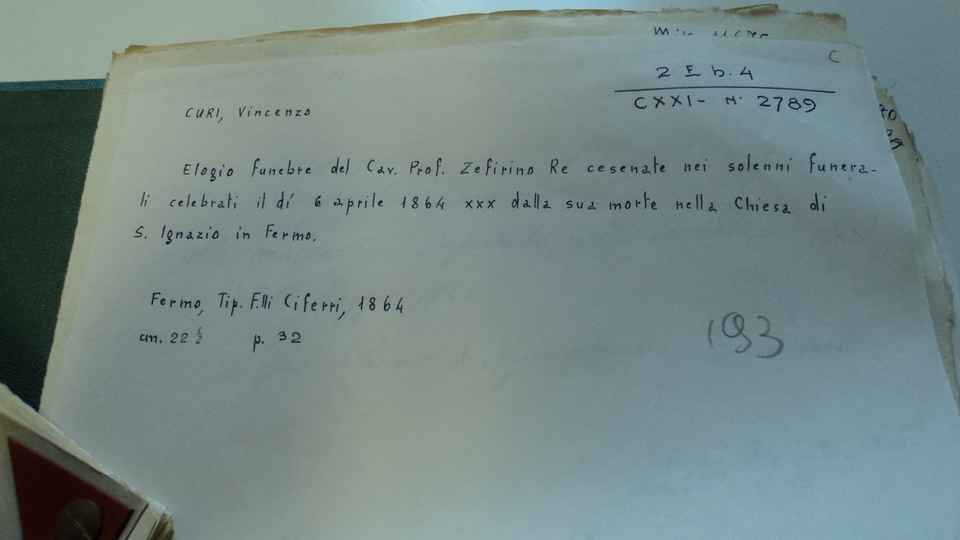 C
2 E b. 4
CXXI - N. 2789
CURI, Vincenzo
Elogio funebre del Cav. Prof. Zefirino Re cesenate nei solenni funera-
li celebrati il dí 6 aprile 1864 xxx dalla sua morte nella Chiesa di
S. Ignazio in Fermo.
Fermo, Tip. F.lli Ciferri, 1864
cm. 22 ½ p. 32
193